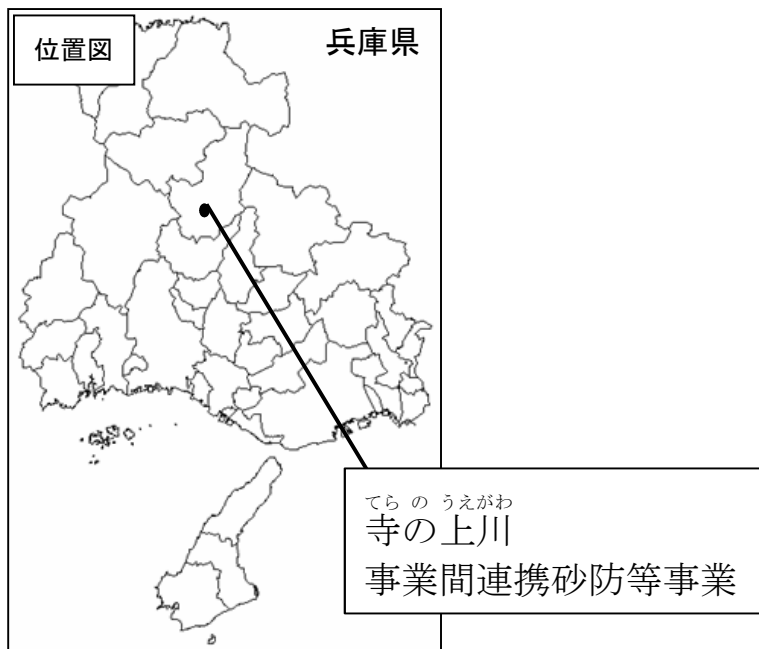 位置図
兵庫県
てら の うえがわ
寺の上川
事業間連携砂防等事業